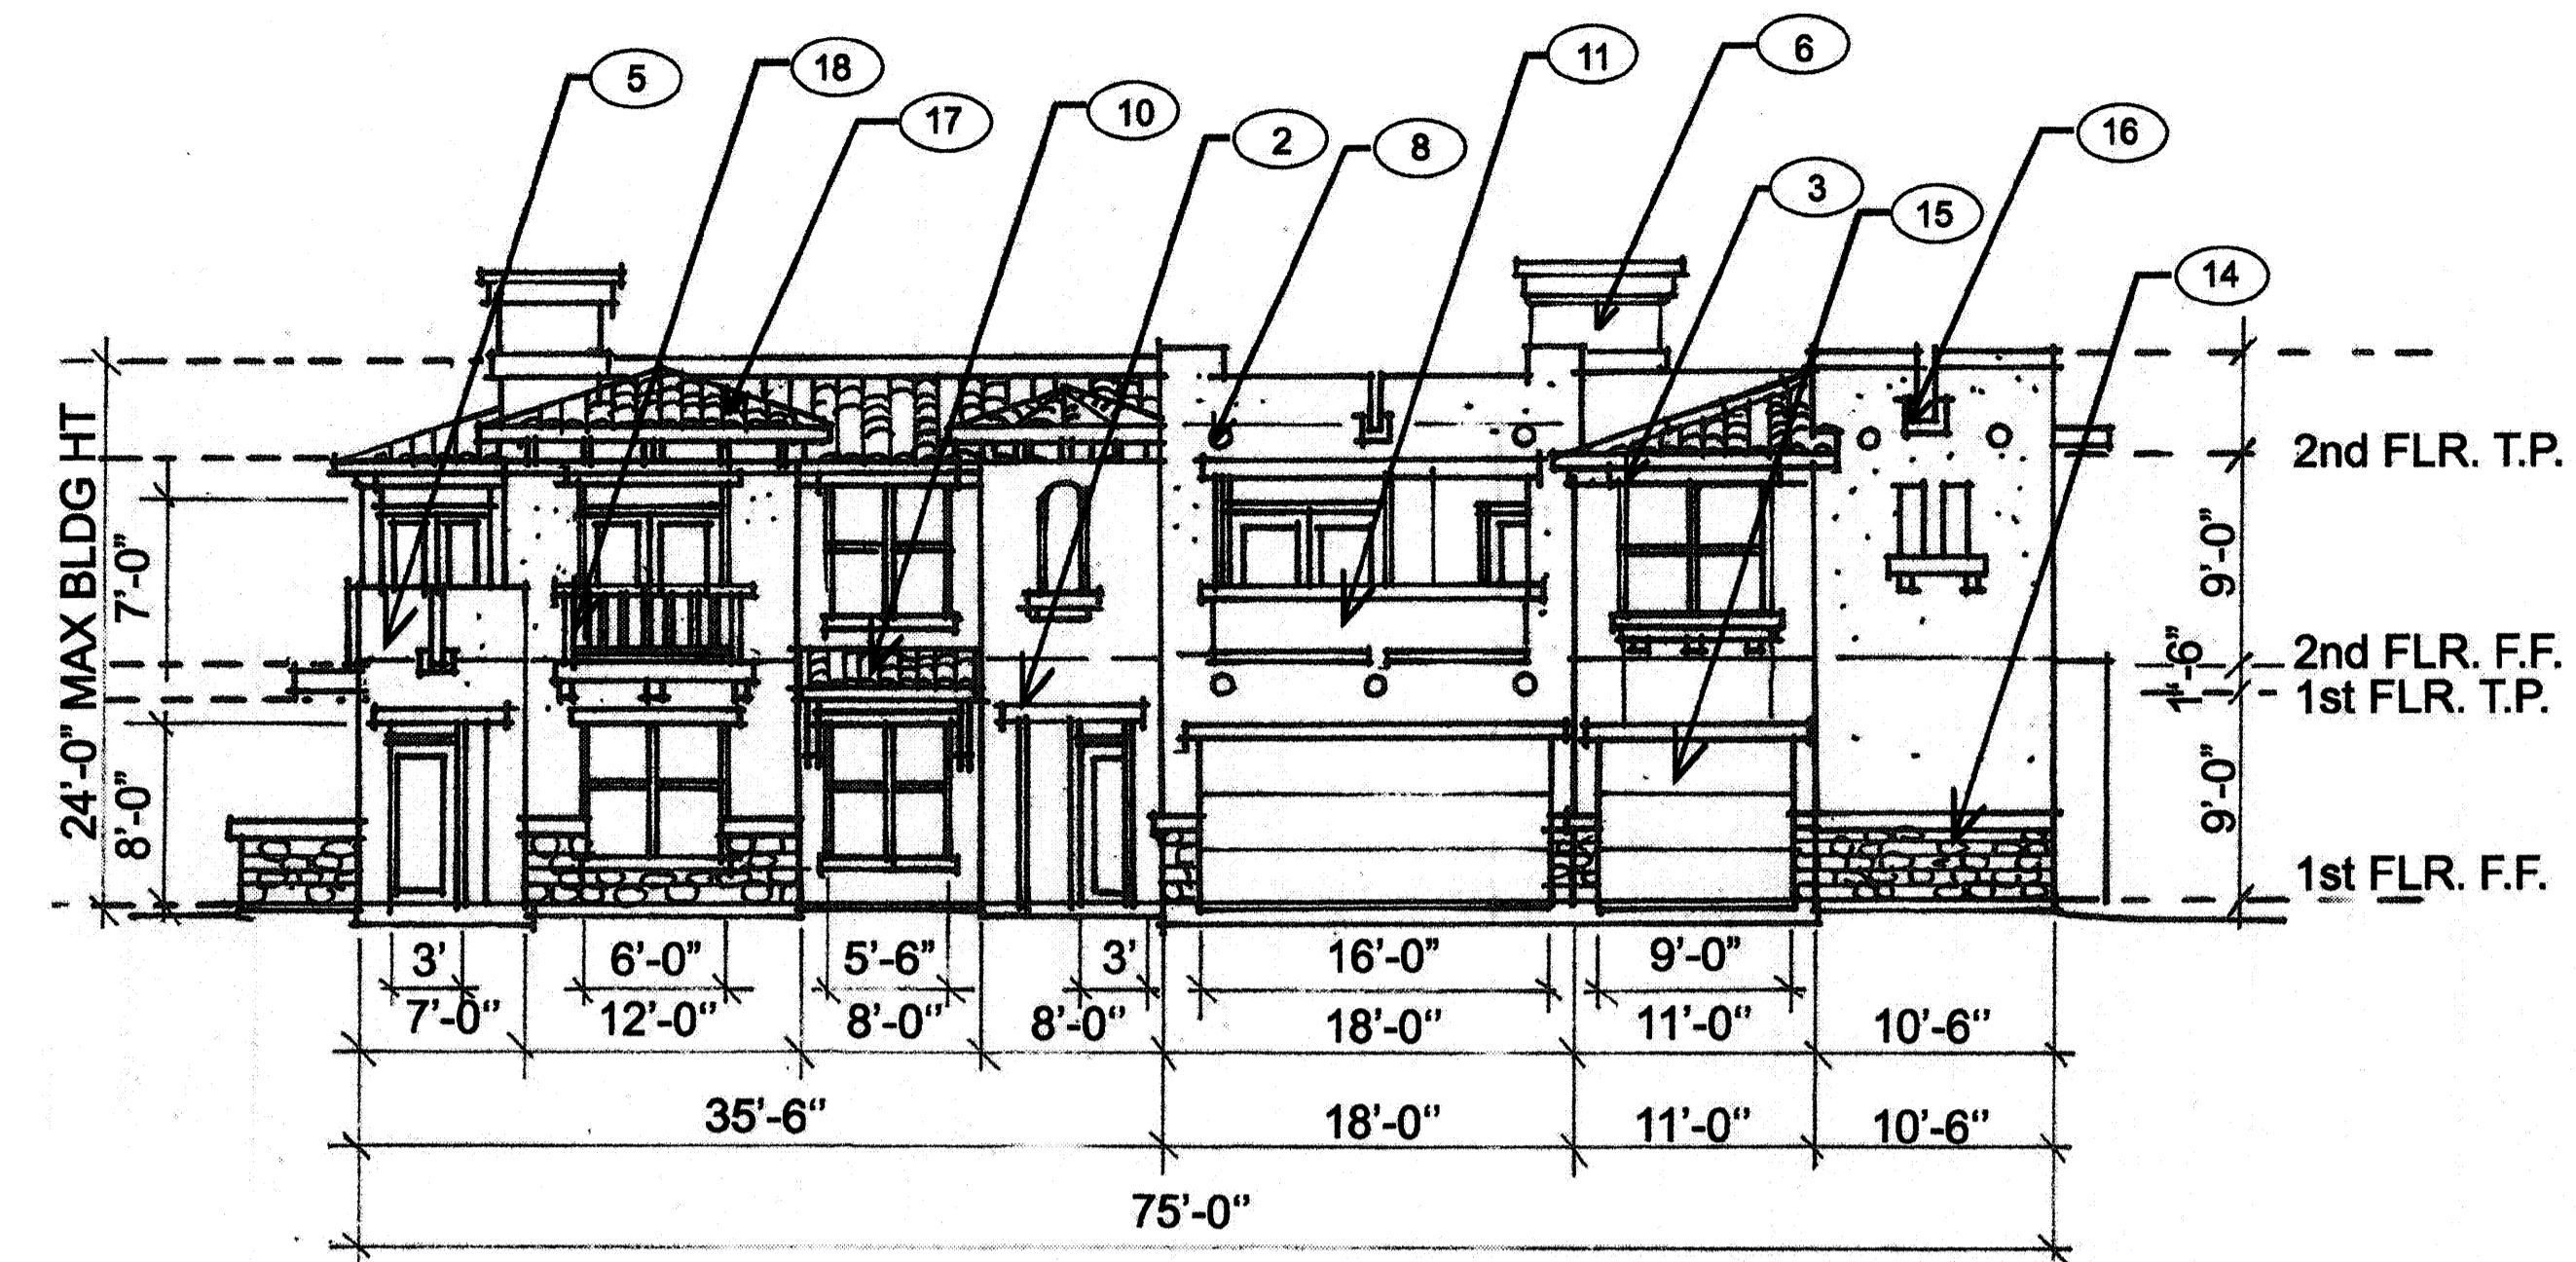 5
18
17
10
2
8
11
6
3
15
16
14
24'-0" MAX BLDG HT
7'-0"
8'-0"
9'-0"
1'-6"
9'-0"
2nd FLR. T.P.
2nd FLR. F.F.
1st FLR. T.P.
1st FLR. F.F.
3' 6'-0" 5'-6" 3' 16'-0" 9'-0"
7'-0" 12'-0" 8'-0" 8'-0" 18'-0" 11'-0" 10'-6"
35'-6" 18'-0" 11'-0" 10'-6"
75'-0"